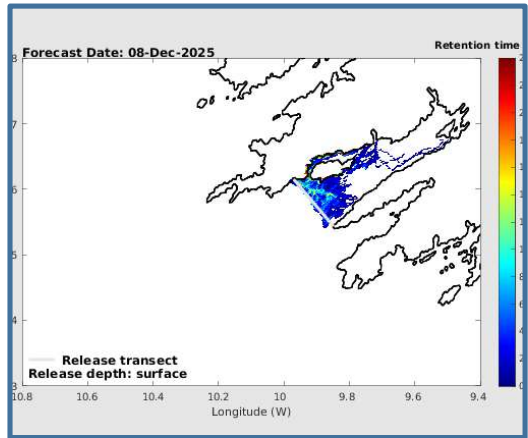 Forecast Date: 08-Dec-2025
Retention time
Release transect
Release depth: surface
10.8 10.6 10.4 10.2 10 9.8 9.6 9.4
Longitude (W)